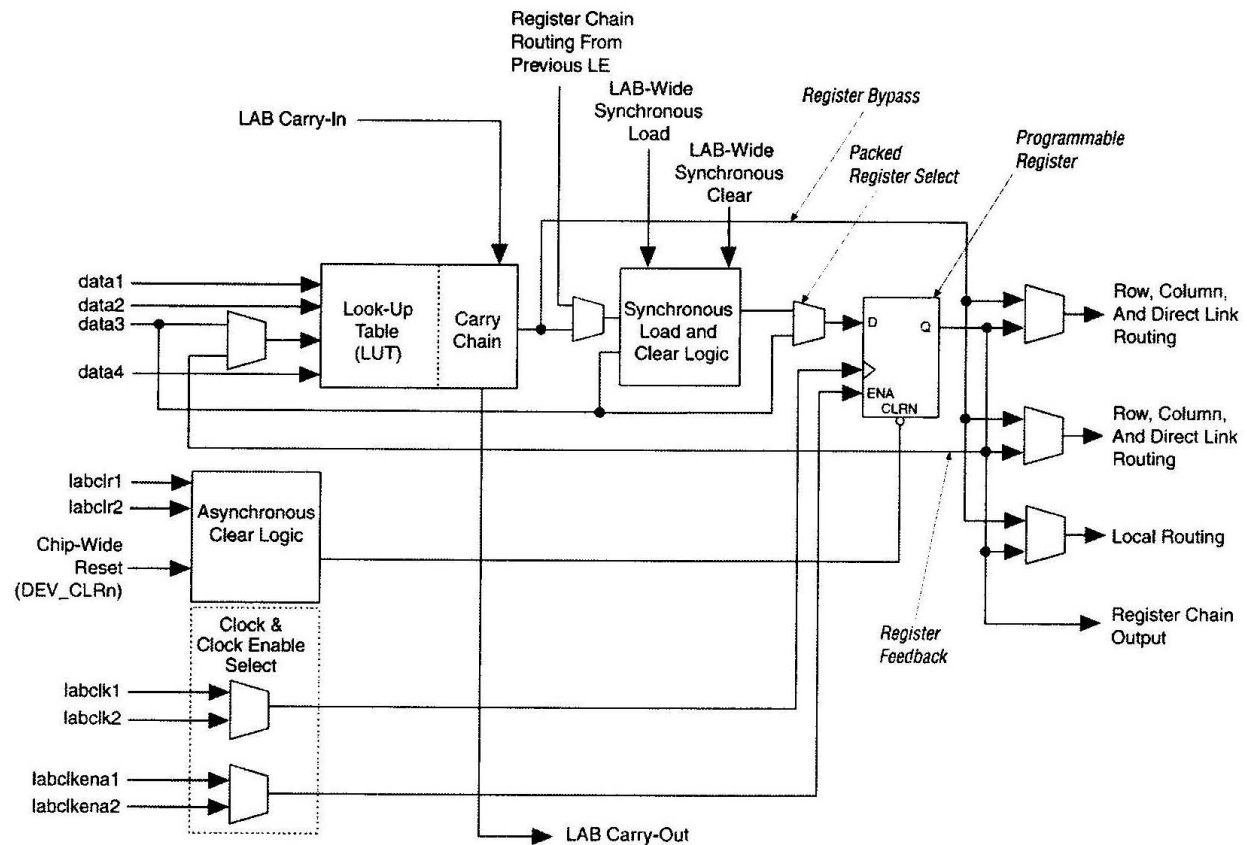 Register Chain
Routing From
Previous LE
LAB-Wide
Synchronous
Load
Register Bypass
Programmable
Register
LAB Carry-In
LAB-Wide
Synchronous
Clear
Packed
Register Select
data1
data2
data3
data4
Look-Up
Table
(LUT)
Carry
Chain
Synchronous
Load and
Clear Logic
D
Q
ENA
CLRN
Row, Column,
And Direct Link
Routing
Row, Column,
And Direct Link
Routing
labclr1
labclr2
Chip-Wide
Reset
(DEV_CLRn)
Asynchronous
Clear Logic
Local Routing
Clock &
Clock Enable
Select
Register
Feedback
Register Chain
Output
labclk1
labclk2
labclkena1
labclkena2
LAB Carry-Out